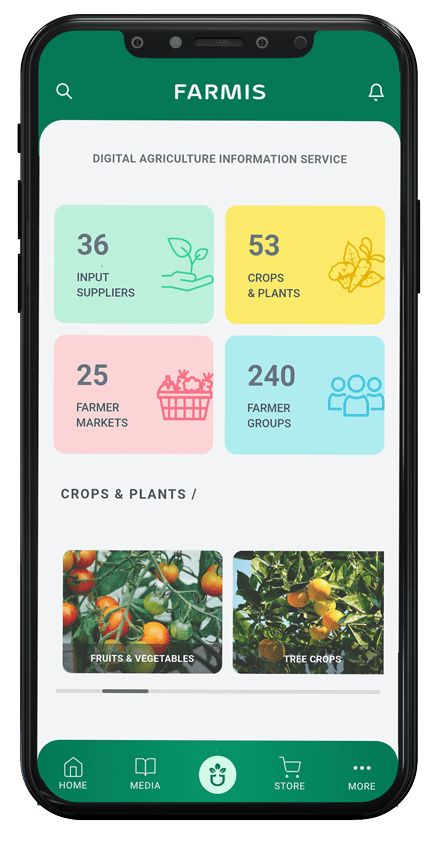 FARMIS
DIGITAL AGRICULTURE INFORMATION SERVICE
36
INPUT
SUPPLIERS
53
CROPS
& PLANTS
25
FARMER
MARKETS
240
FARMER
GROUPS
CROPS & PLANTS /
FRUITS & VEGETABLES
TREE CROPS
HOME
MEDIA
STORE
MORE